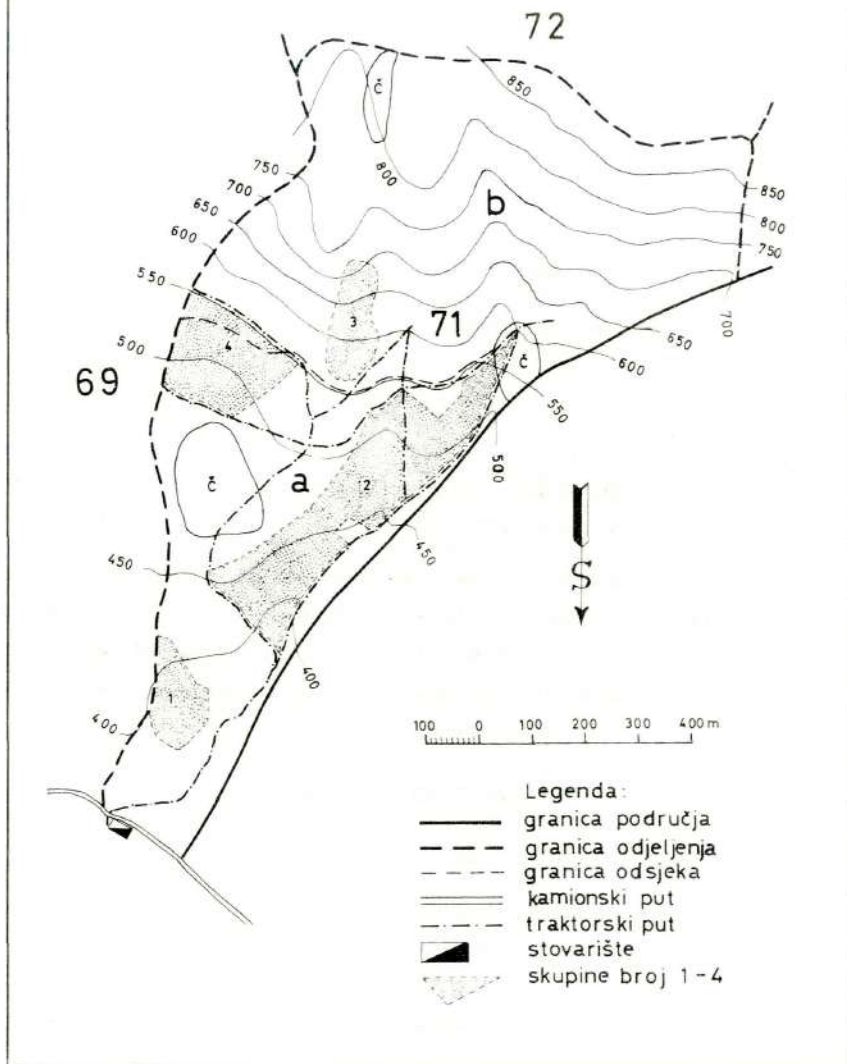 72
č
850
750
800
700
b
850
650
600
800
750
550
3
71
650
700
500
4
69
č
600
550
č
a
2
500
450
450
S
400
1
400
100 0 100 200 300 400 m
Legenda:
granica područja
granica odjeljenja
granica odsjeka
kamionski put
traktorski put
stovarište
skupine broj 1-4